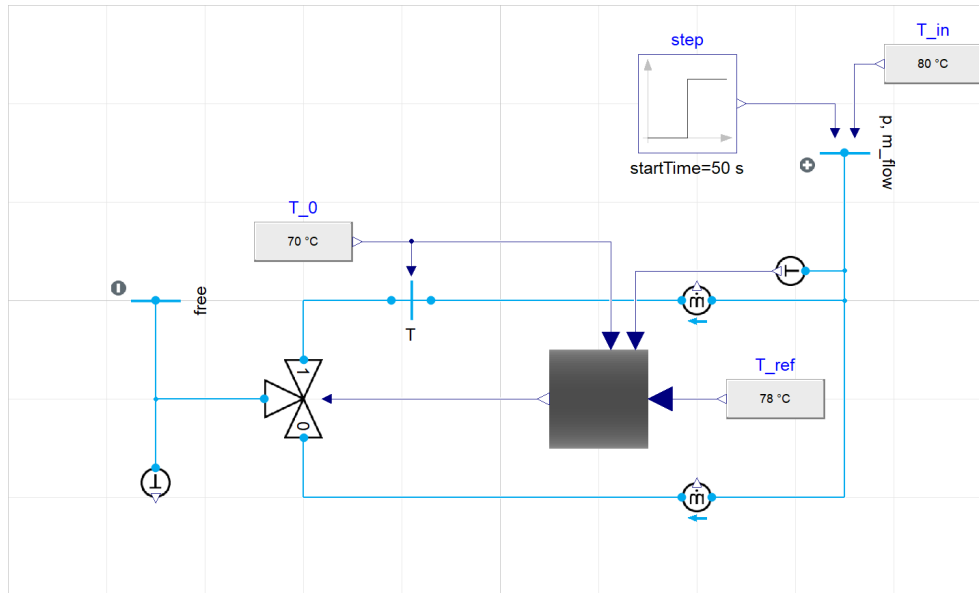 T_in
step
80 °C
p, m_flow
startTime=50 s
T_0
70 °C
T
free
ṁ
T
T_ref
1
78 °C
0
T
ṁ